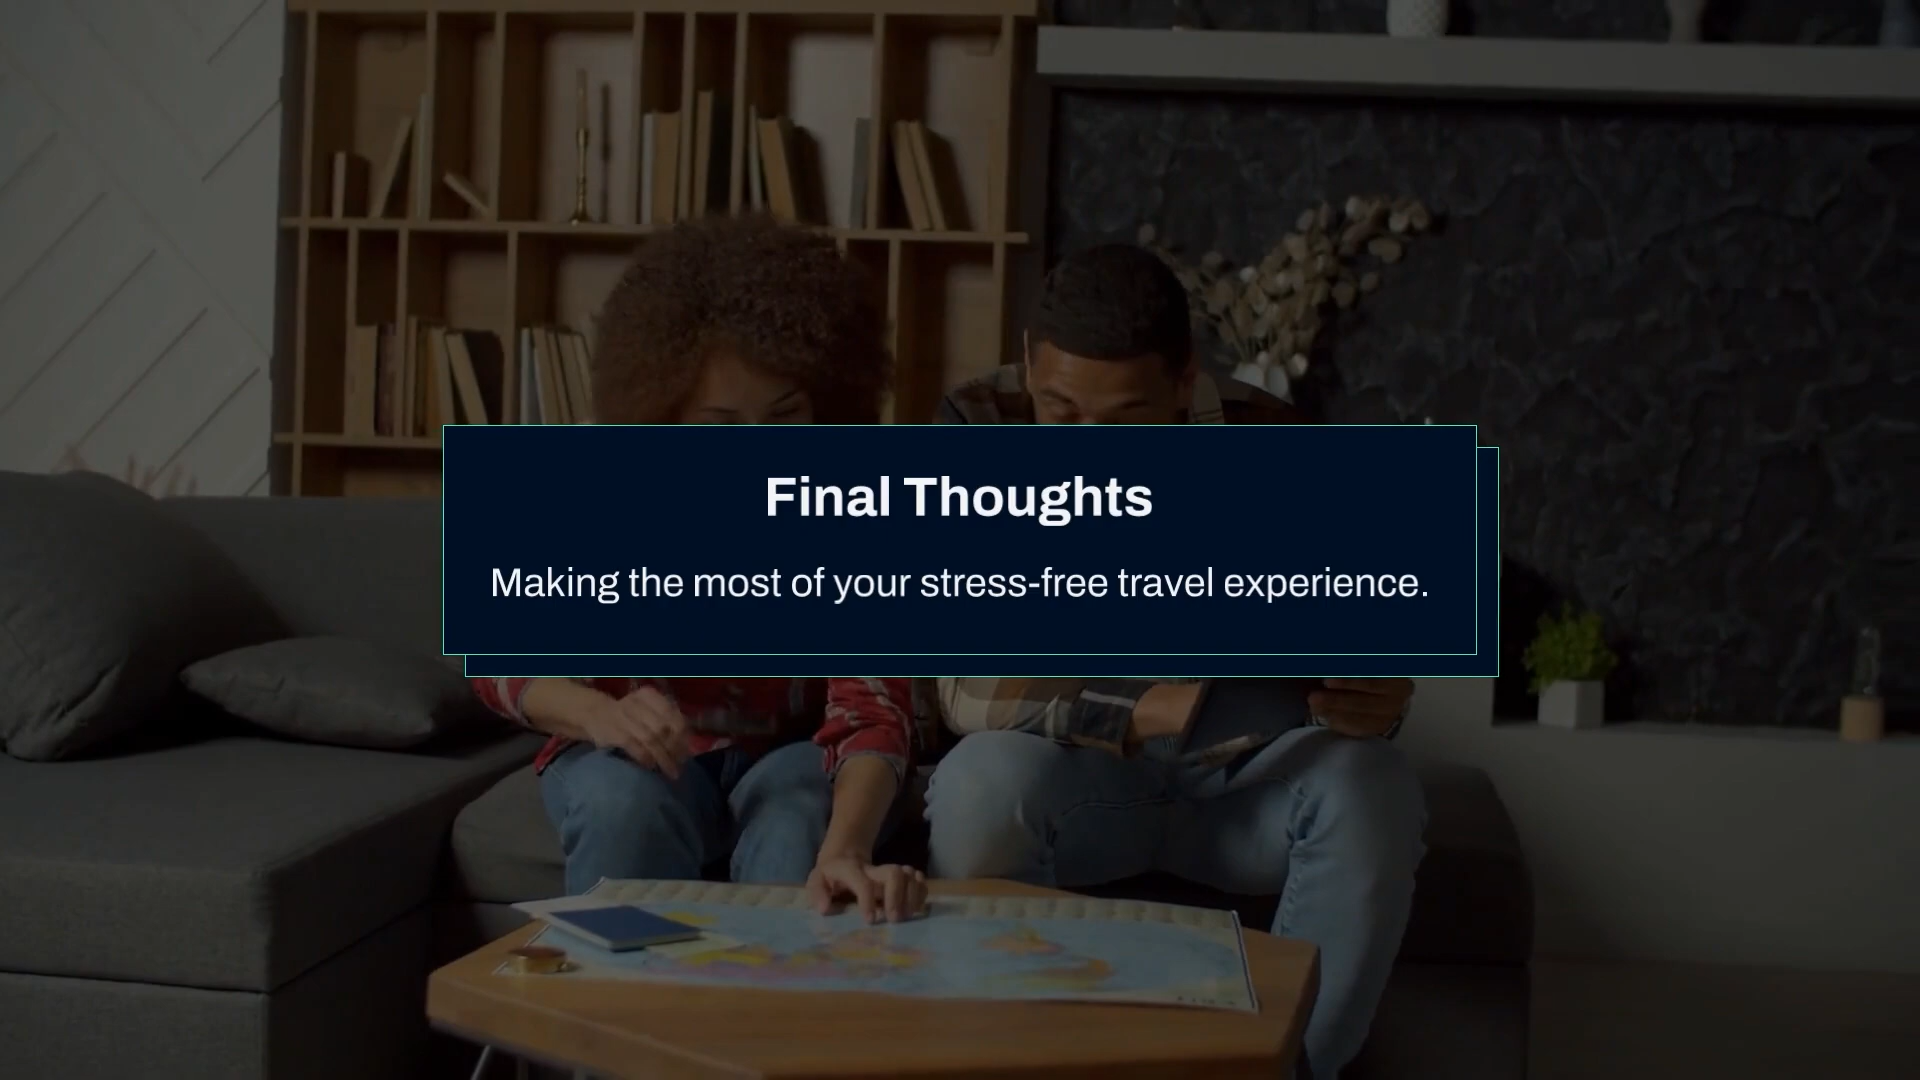 Final Thoughts
Making the most of your stress-free travel experience.